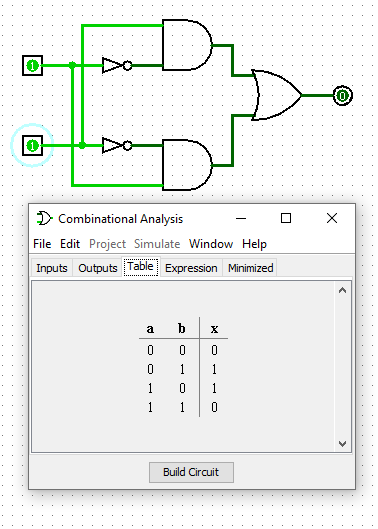 1
1
0
Combinational Analysis
File Edit Project Simulate Window Help
Inputs Outputs Table Expression Minimized
a b x
0 0 0
0 1 1
1 0 1
1 1 0
Build Circuit